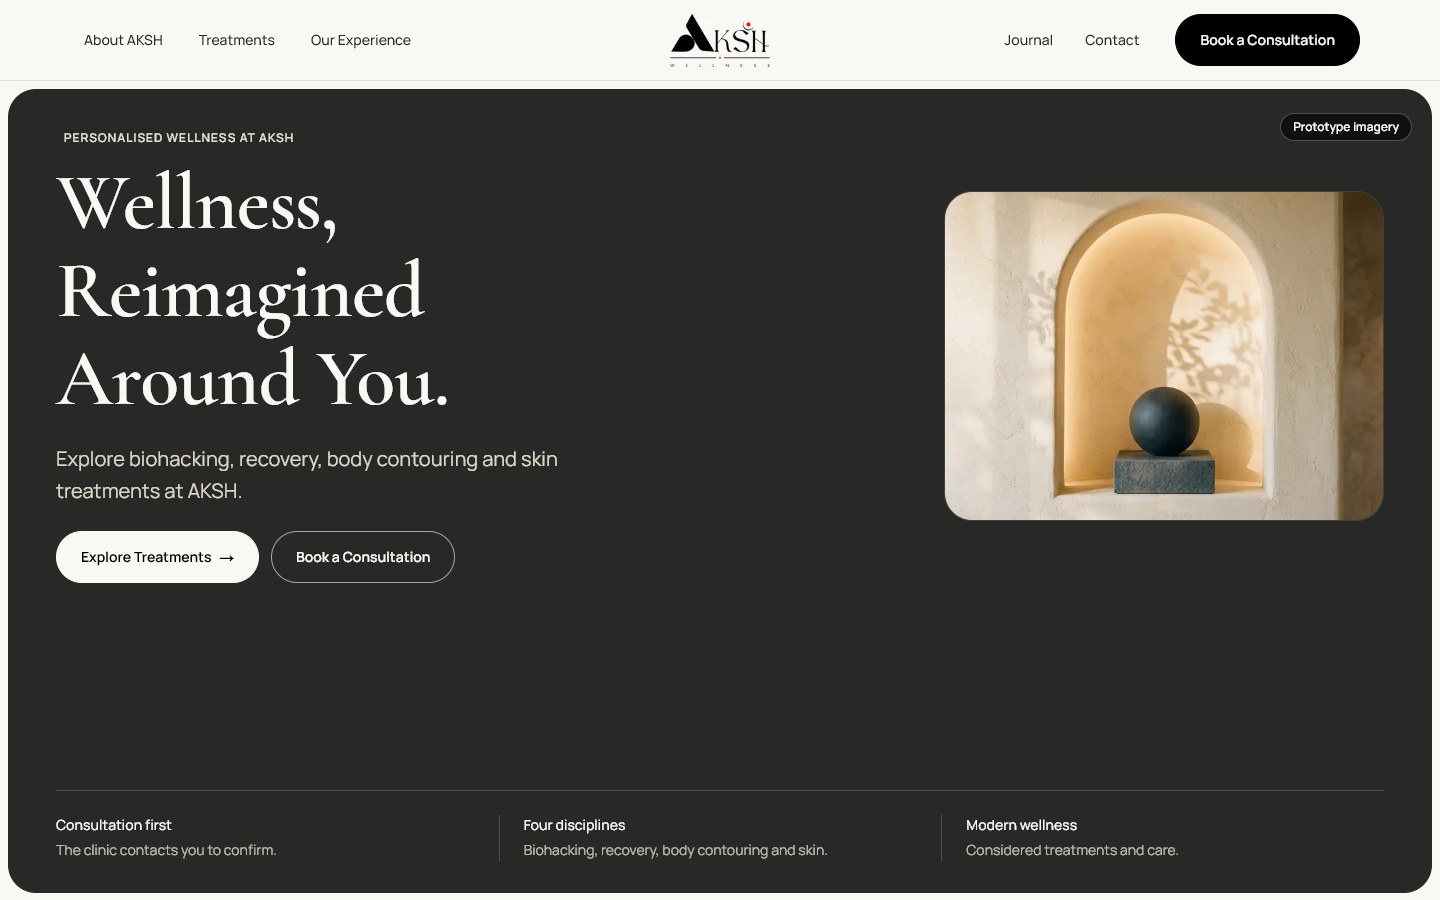 About AKSH
Treatments
Our Experience
AKSH
WELLNESS
Journal
Contact
Book a Consultation
PERSONALISED WELLNESS AT AKSH
Prototype imagery
Wellness,
Reimagined
Around You.
Explore biohacking, recovery, body contouring and skin
treatments at AKSH.
Explore Treatments →
Book a Consultation
Consultation first
The clinic contacts you to confirm.
Four disciplines
Biohacking, recovery, body contouring and skin.
Modern wellness
Considered treatments and care.